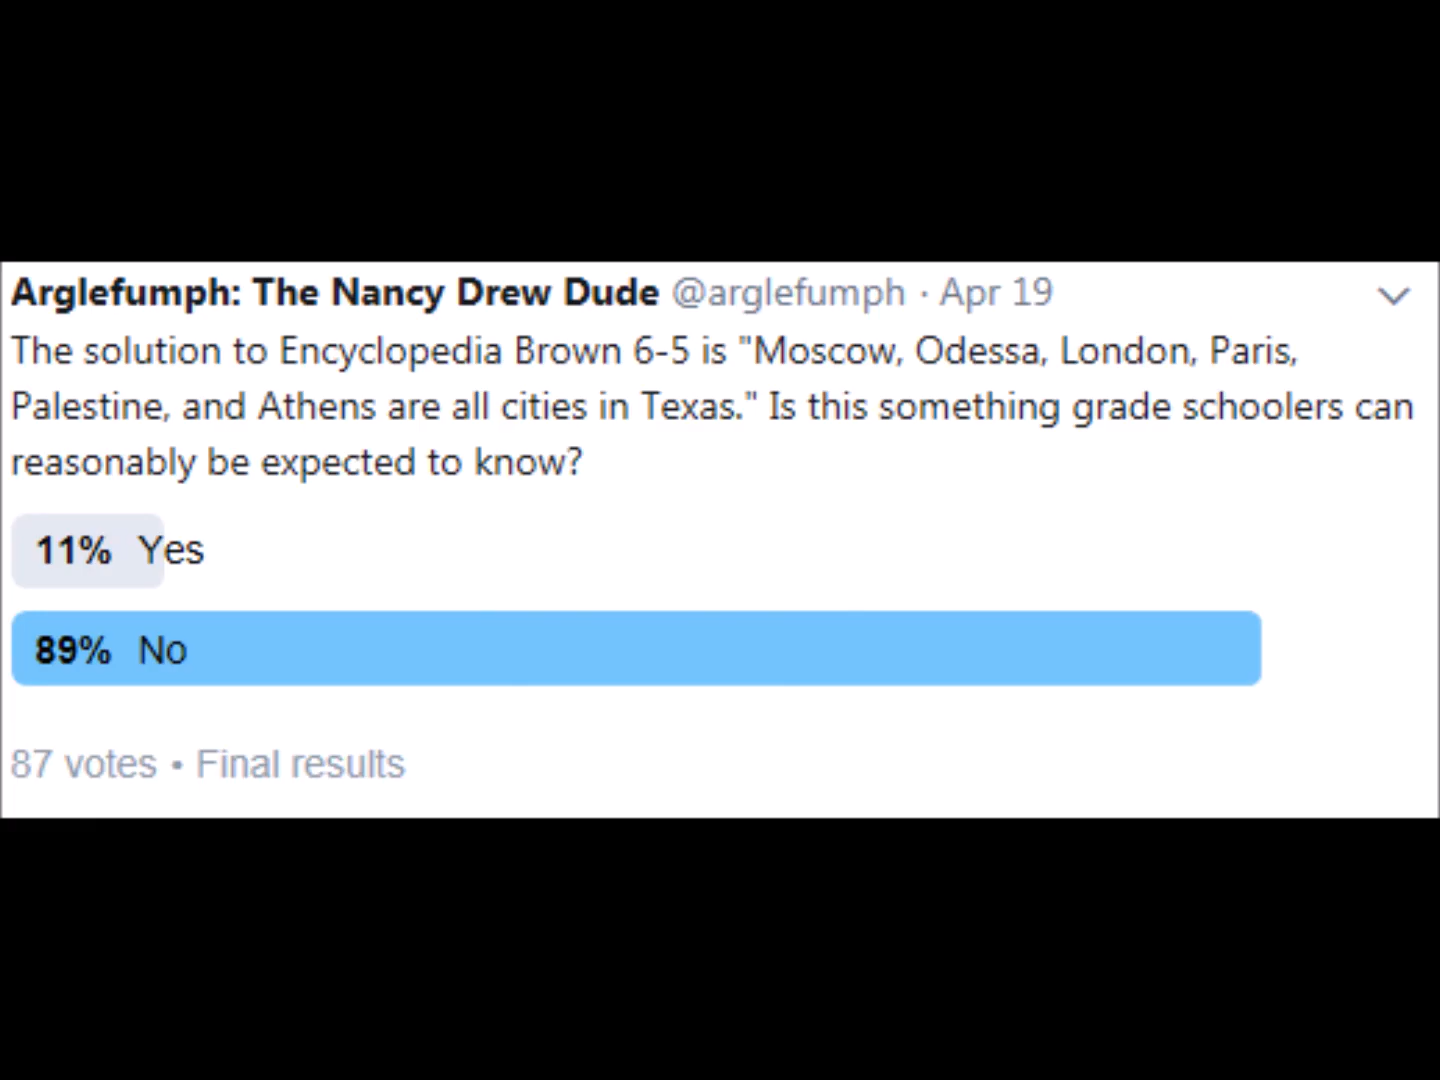 Arglefumph: The Nancy Drew Dude @arglefumph · Apr 19
The solution to Encyclopedia Brown 6-5 is "Moscow, Odessa, London, Paris,
Palestine, and Athens are all cities in Texas." Is this something grade schoolers can
reasonably be expected to know?
11% Yes
89% No
87 votes • Final results